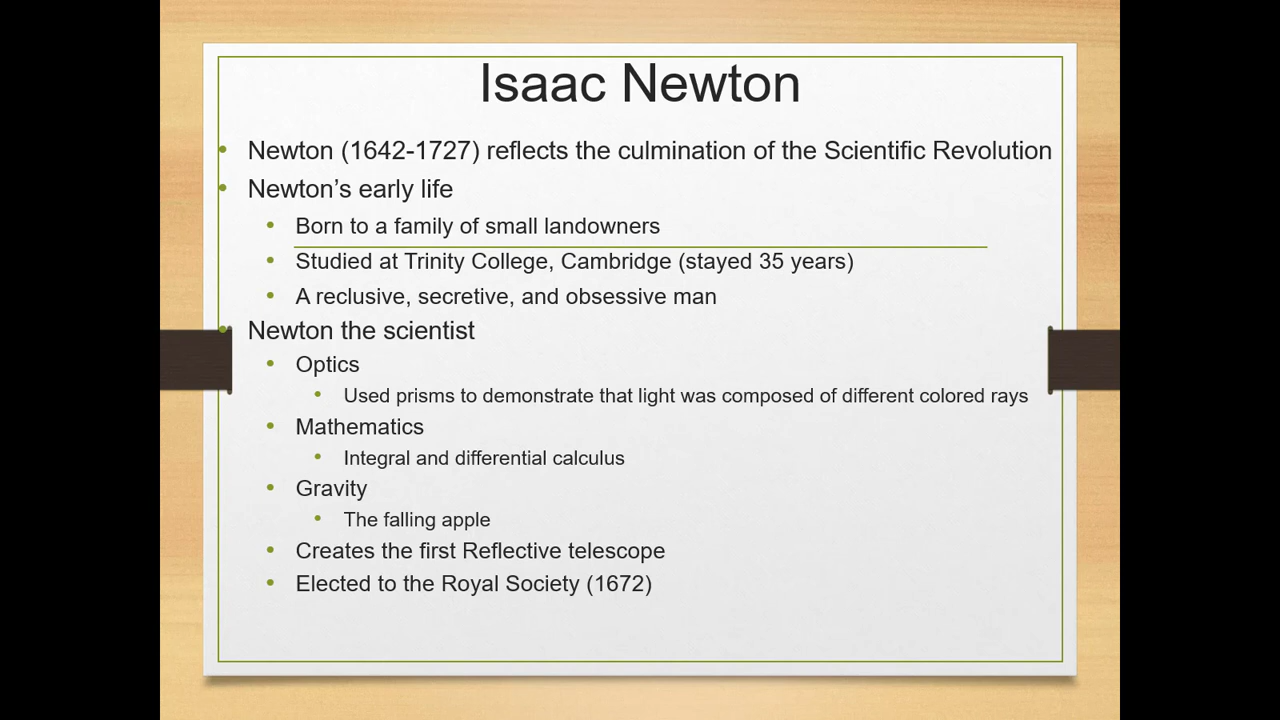 Isaac Newton
• Newton (1642-1727) reflects the culmination of the Scientific Revolution
• Newton’s early life
• Born to a family of small landowners
• Studied at Trinity College, Cambridge (stayed 35 years)
• A reclusive, secretive, and obsessive man
• Newton the scientist
• Optics
• Used prisms to demonstrate that light was composed of different colored rays
• Mathematics
• Integral and differential calculus
• Gravity
• The falling apple
• Creates the first Reflective telescope
• Elected to the Royal Society (1672)